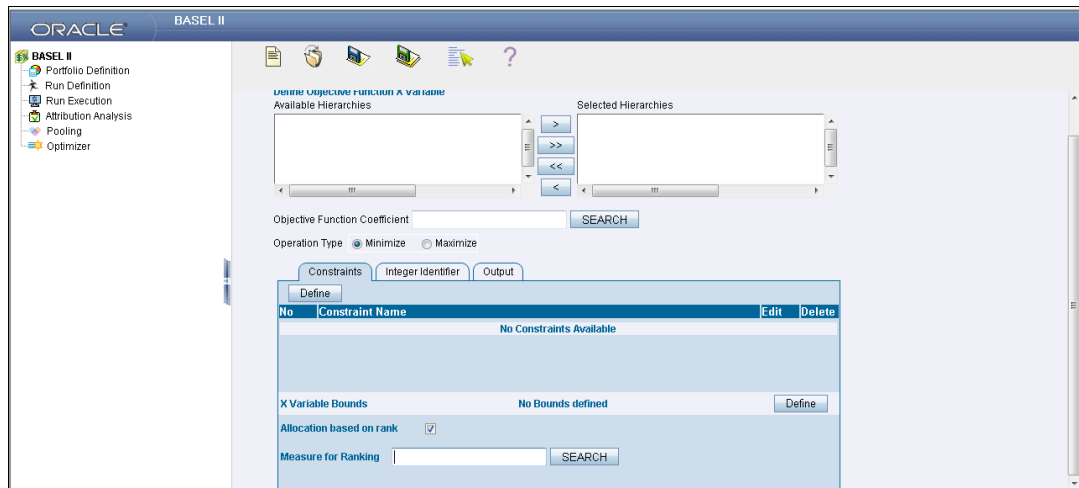 ORACLE BASEL II
BASEL II
Portfolio Definition
Run Definition
Run Execution
Attribution Analysis
Pooling
Optimizer
?
Define Objective Function X Variable
Available Hierarchies Selected Hierarchies
>
>>
<<
<
Objective Function Coefficient SEARCH
Operation Type Minimize Maximize
Constraints Integer Identifier Output
Define
No Constraint Name Edit Delete
No Constraints Available
X Variable Bounds No Bounds defined Define
Allocation based on rank
Measure for Ranking SEARCH